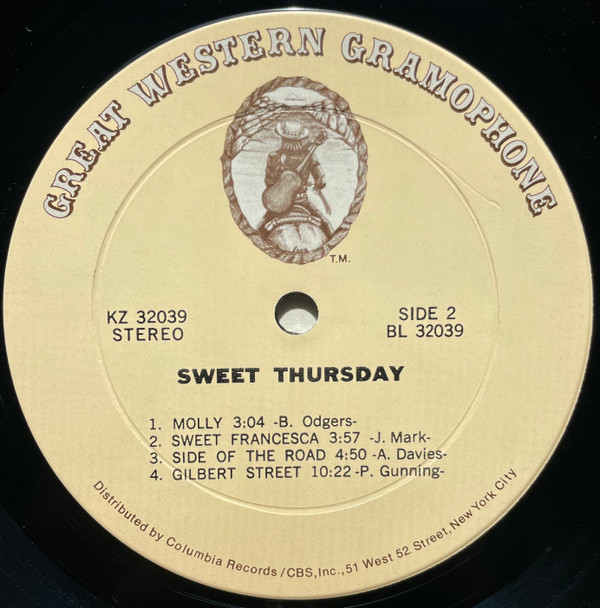 GREAT WESTERN GRAMOPHONE
T.M.
KZ 32039
STEREO
SIDE 2
BL 32039
SWEET THURSDAY
1. MOLLY 3:04 -B. Odgers-
2. SWEET FRANCESCA 3:57 -J. Mark-
3. SIDE OF THE ROAD 4:50 -A. Davies-
4. GILBERT STREET 10:22 -P. Gunning-
Distributed by Columbia Records/CBS, Inc., 51 West 52 Street, New York City